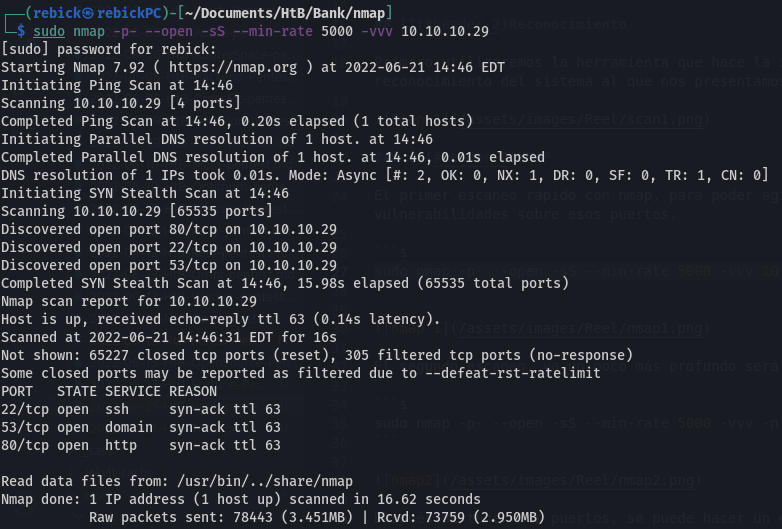 ┌──(rebick㉿rebickPC)-[~/Documents/HtB/Bank/nmap]
└─$ sudo nmap -p- --open -sS --min-rate 5000 -vvv 10.10.10.29
[sudo] password for rebick:
Starting Nmap 7.92 ( https://nmap.org ) at 2022-06-21 14:46 EDT
Initiating Ping Scan at 14:46
Scanning 10.10.10.29 [4 ports]
Completed Ping Scan at 14:46, 0.20s elapsed (1 total hosts)
Initiating Parallel DNS resolution of 1 host. at 14:46
Completed Parallel DNS resolution of 1 host. at 14:46, 0.01s elapsed
DNS resolution of 1 IPs took 0.01s. Mode: Async [#: 2, OK: 0, NX: 1, DR: 0, SF: 0, TR: 1, CN: 0]
Initiating SYN Stealth Scan at 14:46
Scanning 10.10.10.29 [65535 ports]
Discovered open port 80/tcp on 10.10.10.29
Discovered open port 22/tcp on 10.10.10.29
Discovered open port 53/tcp on 10.10.10.29
Completed SYN Stealth Scan at 14:46, 15.98s elapsed (65535 total ports)
Nmap scan report for 10.10.10.29
Host is up, received echo-reply ttl 63 (0.14s latency).
Scanned at 2022-06-21 14:46:31 EDT for 16s
Not shown: 65227 closed tcp ports (reset), 305 filtered tcp ports (no-response)
Some closed ports may be reported as filtered due to --defeat-rst-ratelimit
PORT   STATE SERVICE REASON
22/tcp open  ssh     syn-ack ttl 63
53/tcp open  domain  syn-ack ttl 63
80/tcp open  http    syn-ack ttl 63

Read data files from: /usr/bin/../share/nmap
Nmap done: 1 IP address (1 host up) scanned in 16.62 seconds
           Raw packets sent: 78443 (3.451MB) | Rcvd: 73759 (2.950MB)